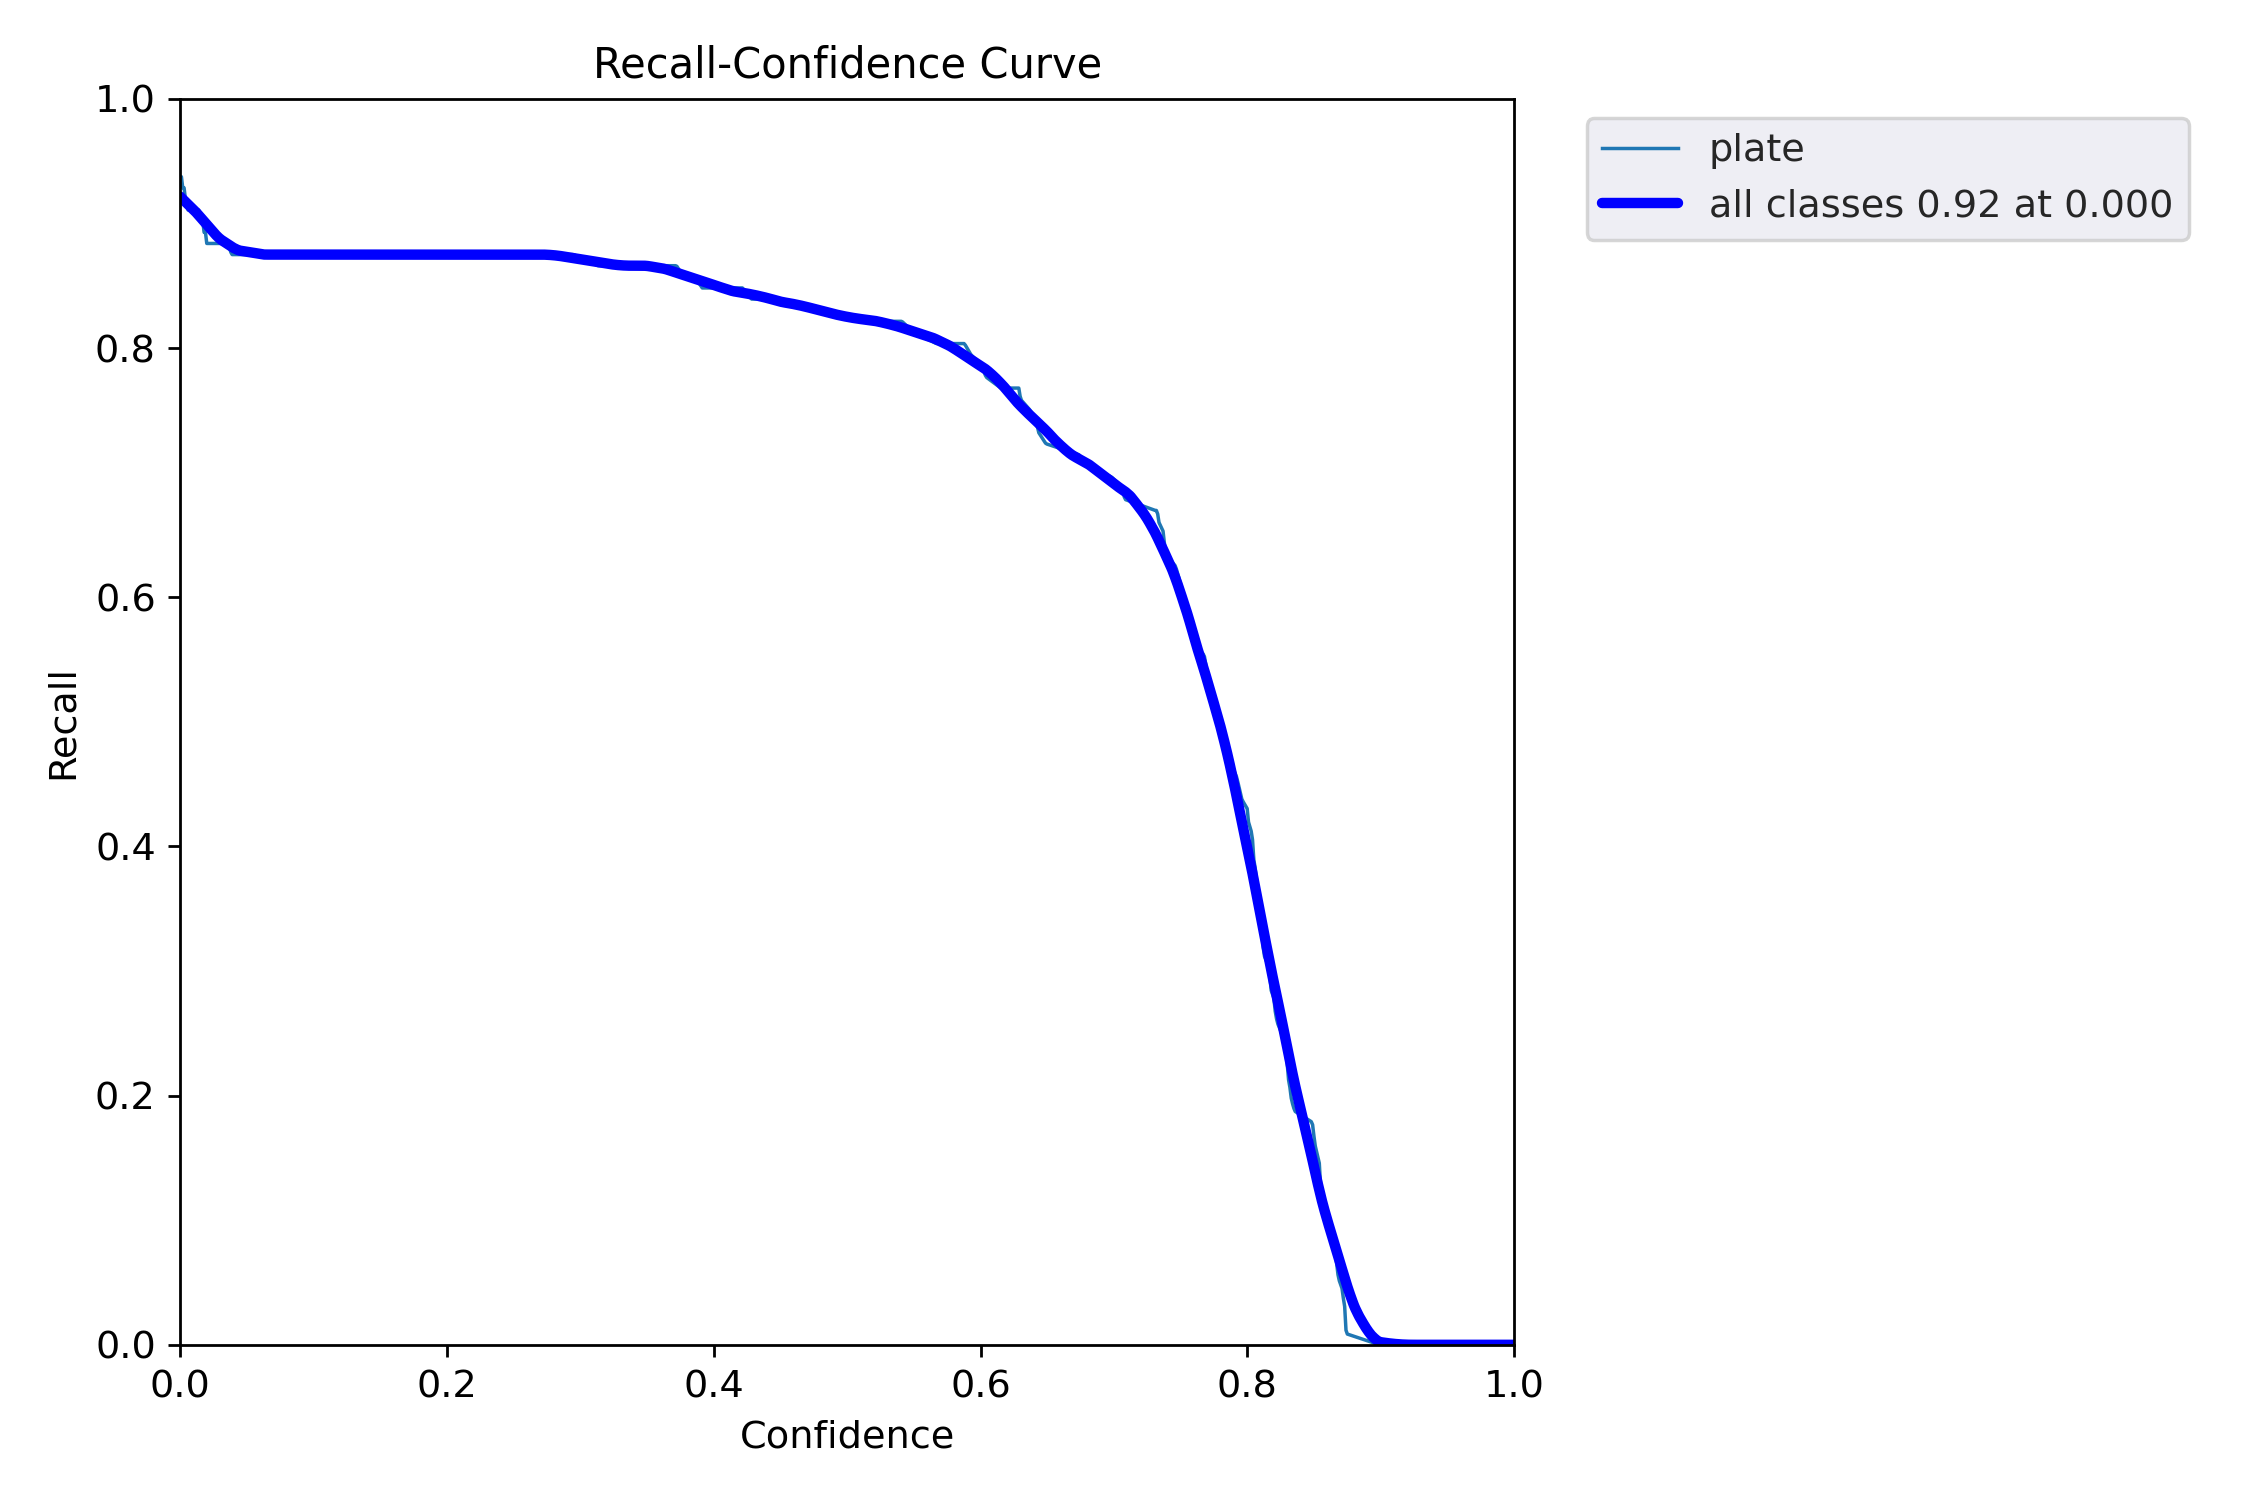 Recall-Confidence Curve
1.0
0.8
0.6
0.4
0.2
0.0
Recall
0.0 0.2 0.4 0.6 0.8 1.0
Confidence
plate
all classes 0.92 at 0.000